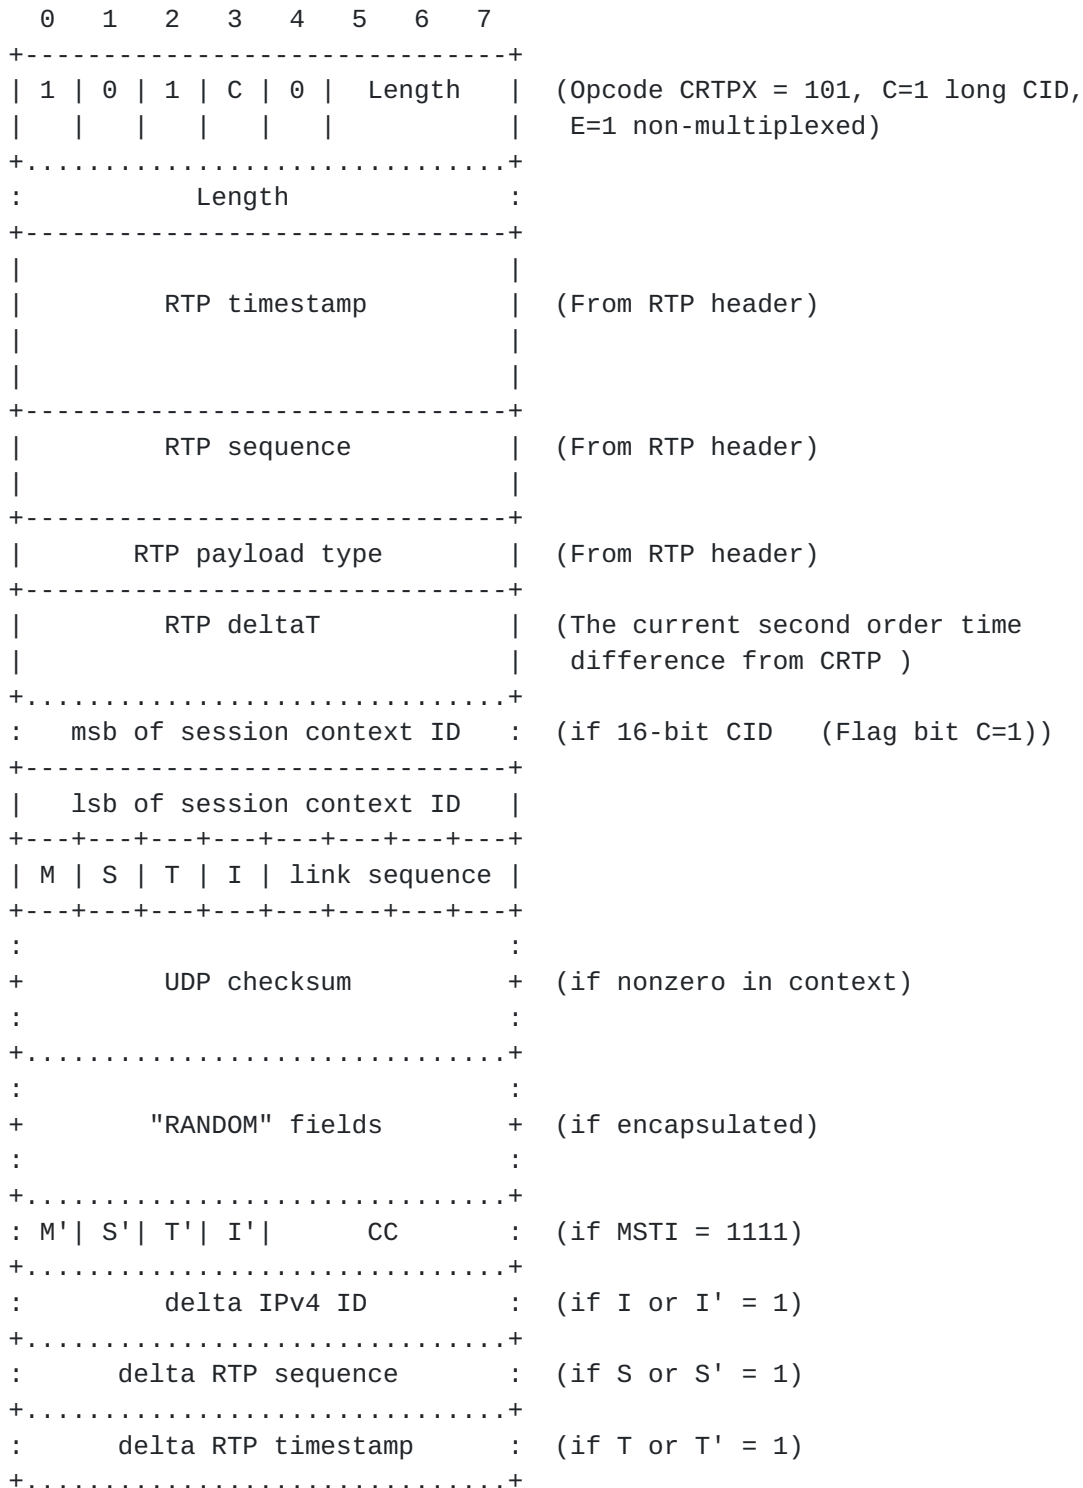 0   1   2   3   4   5   6   7
+-------------------------------+
| 1 | 0 | 1 | C | 0 |  Length   |  (Opcode CRTPX = 101, C=1 long CID,
|   |   |   |   |   |           |   E=1 non-multiplexed)
+...............................+
:           Length              :
+-------------------------------+
|                               |
|         RTP timestamp         |  (From RTP header)
|                               |
|                               |
+-------------------------------+
|         RTP sequence          |  (From RTP header)
|                               |
+-------------------------------+
|       RTP payload type        |  (From RTP header)
+-------------------------------+
|         RTP deltaT            |  (The current second order time
|                               |   difference from CRTP )
+...............................+
:   msb of session context ID   :  (if 16-bit CID   (Flag bit C=1))
+-------------------------------+
|   lsb of session context ID   |
+---+---+---+---+---+---+---+---+
| M | S | T | I | link sequence |
+---+---+---+---+---+---+---+---+
:                               :
+         UDP checksum          +  (if nonzero in context)
:                               :
+...............................+
:                               :
+        "RANDOM" fields        +  (if encapsulated)
:                               :
+...............................+
: M'| S'| T'| I'|      CC       :  (if MSTI = 1111)
+...............................+
:         delta IPv4 ID         :  (if I or I' = 1)
+...............................+
:      delta RTP sequence       :  (if S or S' = 1)
+...............................+
:      delta RTP timestamp      :  (if T or T' = 1)
+...............................+